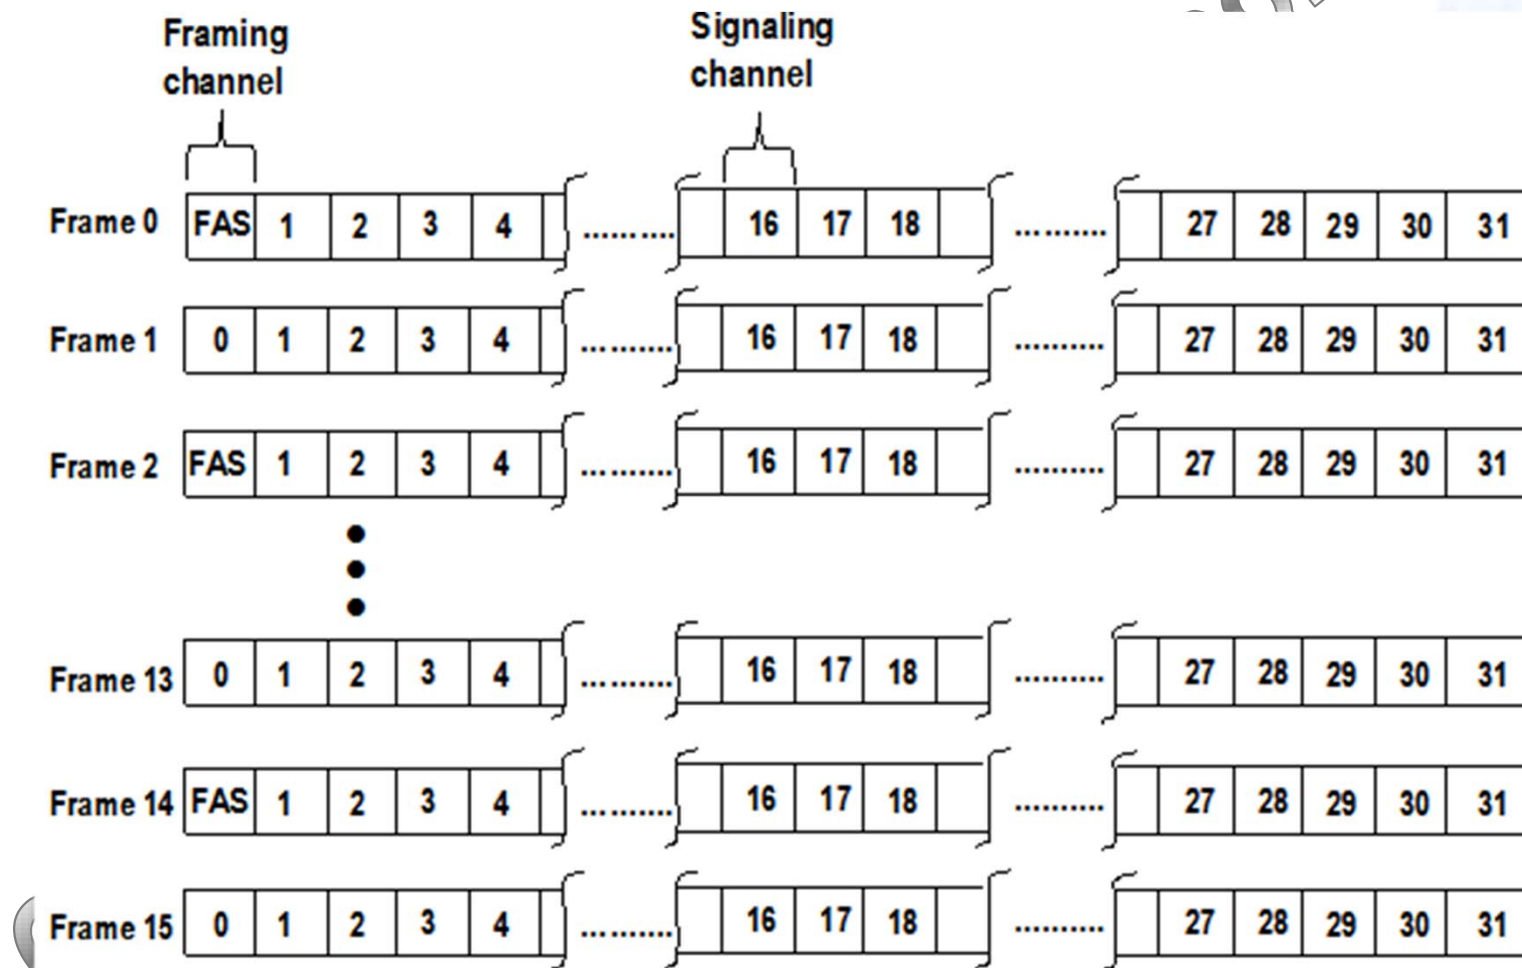 Framing
channel
Signaling
channel
Frame 0 FAS 1 2 3 4 .......... 16 17 18 .......... 27 28 29 30 31
Frame 1 0 1 2 3 4 .......... 16 17 18 .......... 27 28 29 30 31
Frame 2 FAS 1 2 3 4 .......... 16 17 18 .......... 27 28 29 30 31
Frame 13 0 1 2 3 4 .......... 16 17 18 .......... 27 28 29 30 31
Frame 14 FAS 1 2 3 4 .......... 16 17 18 .......... 27 28 29 30 31
Frame 15 0 1 2 3 4 .......... 16 17 18 .......... 27 28 29 30 31